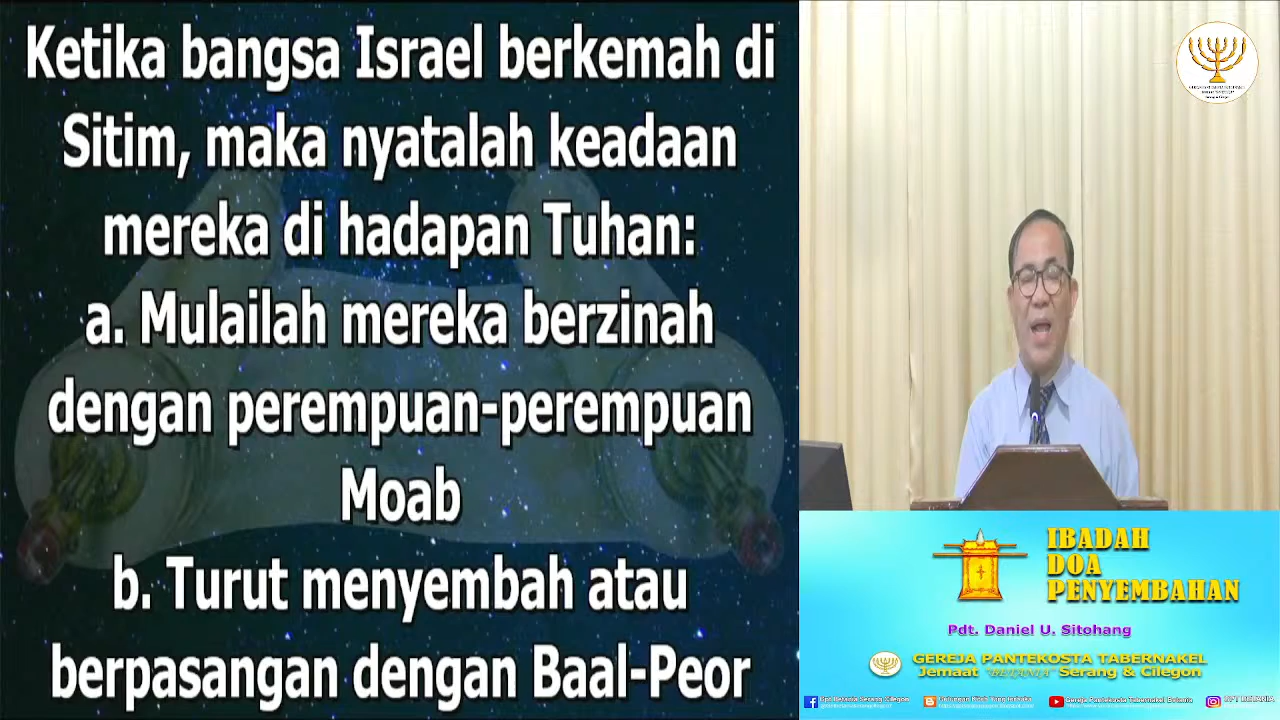 Ketika bangsa Israel berkemah di
Sitim, maka nyatalah keadaan
mereka di hadapan Tuhan:
a. Mulailah mereka berzinah
dengan perempuan-perempuan
Moab
b. Turut menyembah atau
berpasangan dengan Baal-Peor
IBADAH
DOA
PENYEMBAHAN
Pdt. Daniel U. Sitohang
GEREJA PANTEKOSTA TABERNAKEL
Jemaat "BETANIA" Serang & Cilegon